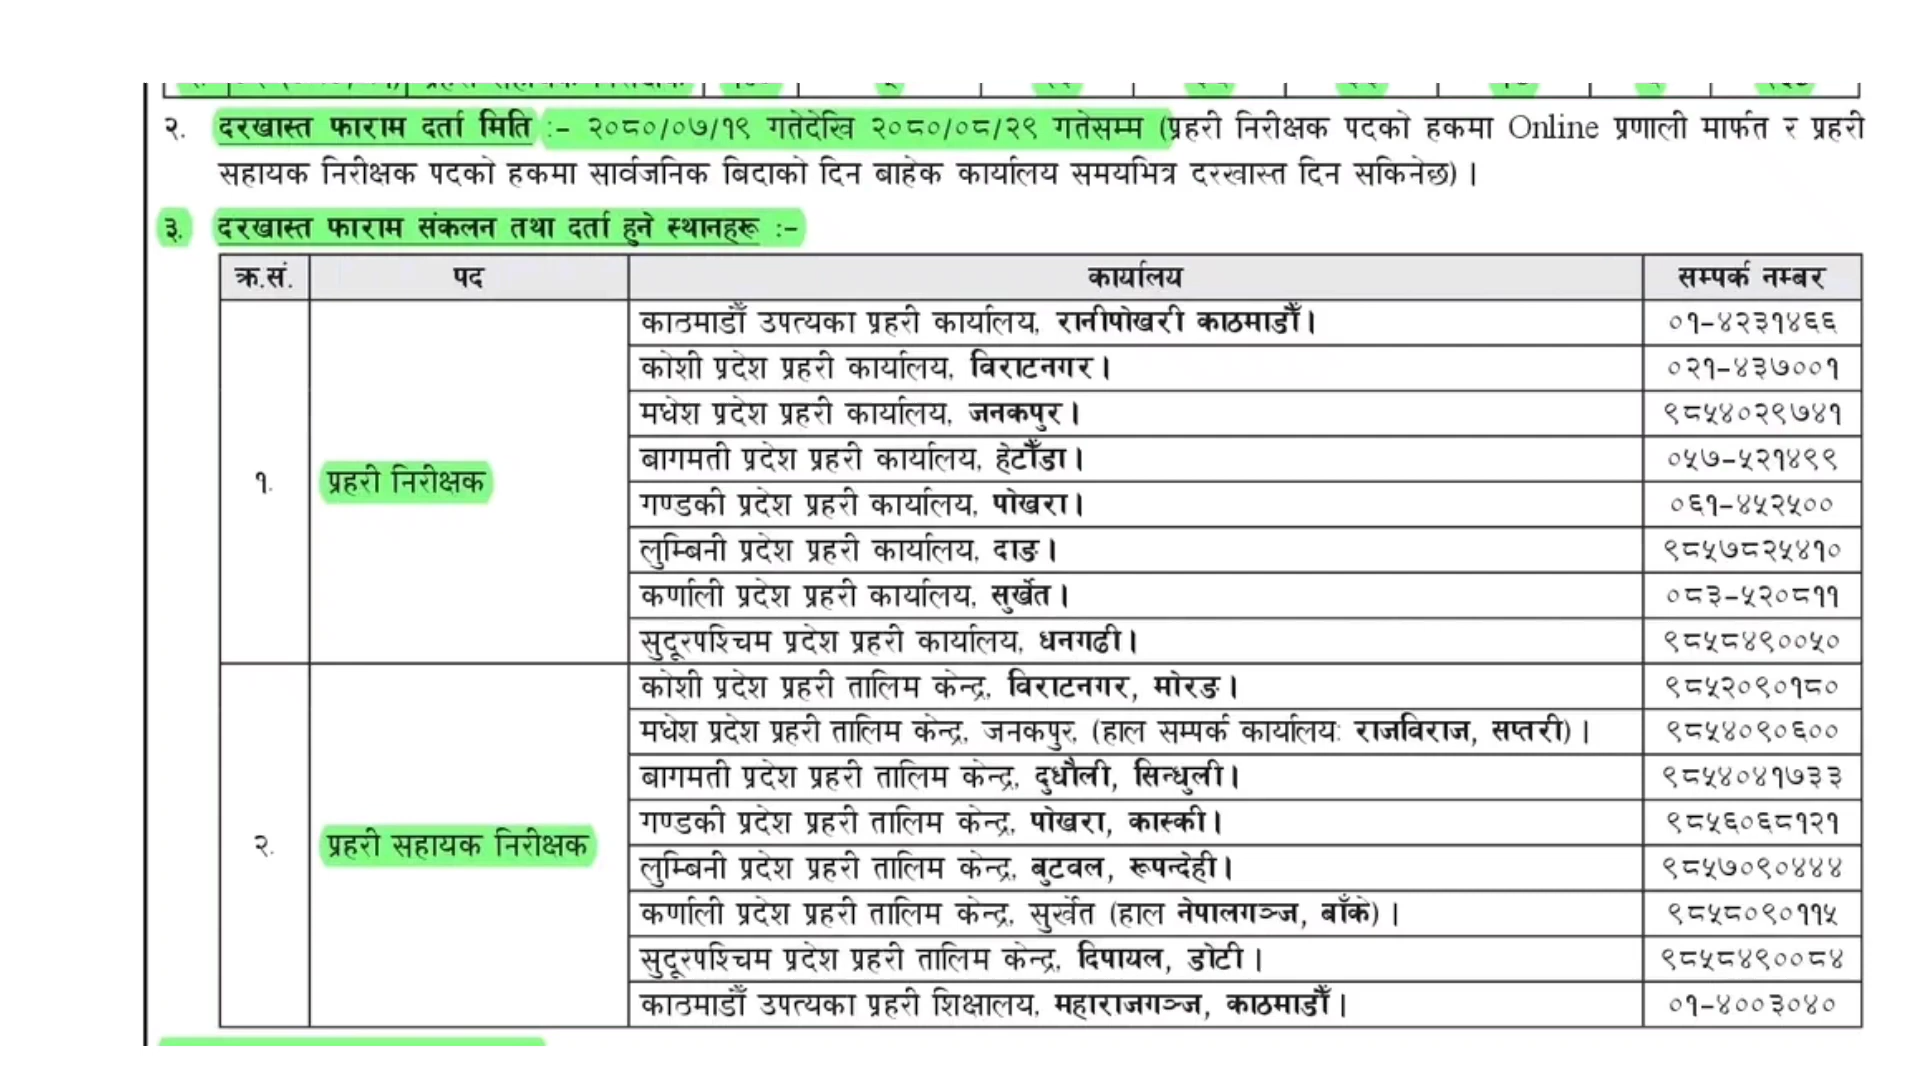 २. दरखास्त फाराम दर्ता मिति :– २०८०/०७/१९ गतेदेखि २०८०/०८/२९ गतेसम्म (प्रहरी निरीक्षक पदको हकमा Online प्रणाली मार्फत र प्रहरी
सहायक निरीक्षक पदको हकमा सार्वजनिक बिदाको दिन बाहेक कार्यालय समयभित्र दरखास्त दिन सकिनेछ) ।
३. दरखास्त फाराम संकलन तथा दर्ता हुने स्थानहरू :–
क्र.सं. पद कार्यालय सम्पर्क नम्बर
काठमाडौँ उपत्यका प्रहरी कार्यालय, रानीपोखरी काठमाडौँ । ०१–४२३१४६६
कोशी प्रदेश प्रहरी कार्यालय, विराटनगर । ०२१–४३७००१
मधेश प्रदेश प्रहरी कार्यालय, जनकपुर । ९८५४०२९७४१
बागमती प्रदेश प्रहरी कार्यालय, हेटौँडा । ०५७–५२१४९९
१. प्रहरी निरीक्षक
गण्डकी प्रदेश प्रहरी कार्यालय, पोखरा । ०६१–४५२५००
लुम्बिनी प्रदेश प्रहरी कार्यालय, दाङ । ९८५७८२५४१०
कर्णाली प्रदेश प्रहरी कार्यालय, सुर्खेत । ०८३–५२०८११
सुदूरपश्चिम प्रदेश प्रहरी कार्यालय, धनगढी । ९८५८४९००५०
कोशी प्रदेश प्रहरी तालिम केन्द्र, विराटनगर, मोरङ । ९८५२०९०१८०
मधेश प्रदेश प्रहरी तालिम केन्द्र, जनकपुर, (हाल सम्पर्क कार्यालयः राजविराज, सप्तरी) । ९८५४०९०६००
बागमती प्रदेश प्रहरी तालिम केन्द्र, दुधौली, सिन्धुली । ९८५४०४१७३३
गण्डकी प्रदेश प्रहरी तालिम केन्द्र, पोखरा, कास्की । ९८५६०६८१२१
२. प्रहरी सहायक निरीक्षक
लुम्बिनी प्रदेश प्रहरी तालिम केन्द्र, बुटवल, रूपन्देही । ९८५७०९०४४४
कर्णाली प्रदेश प्रहरी तालिम केन्द्र, सुर्खेत (हाल नेपालगञ्ज, बाँके) । ९८५८०९०११५
सुदूरपश्चिम प्रदेश प्रहरी तालिम केन्द्र, दिपायल, डोटी । ९८५८४९००८४
काठमाडौँ उपत्यका प्रहरी शिक्षालय, महाराजगञ्ज, काठमाडौँ । ०१–४००३०४०